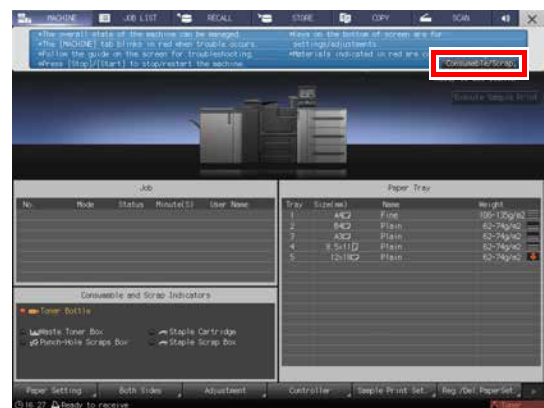 MACHINE
JOB LIST
RECALL
STORE
COPY
SCAN
The overall state of the machine can be managed.
The [MACHINE] tab blinks in red when trouble occurs.
Follow the guide on the screen for troubleshooting.
Press [Stop]/[Start] to stop/restart the machine.
Keys on the bottom of screen are for
settings/adjustments.
Materials indicated in red are
Consumable/Scrap.
Execute Sample Print
Job
No. Mode Status Minute(S) User Name
Paper Tray
Tray Size(mm) Name Weight
1 A4 Fine 106-135g/m2
2 B4 Plain 62-74g/m2
3 A3 Plain 62-74g/m2
4 8.5x11 Plain 62-74g/m2
5 12x18 Plain 62-74g/m2
Consumable and Scrap Indicators
Toner Bottle
Waste Toner Box
Staple Cartridge
Punch-Hole Scraps Box
Staple Scrap Box
Paper Setting
Both Sides
Adjustment
Controller
Sample Print Set.
Reg./Del. PaperSet.
16:27 Ready to receive
Toner